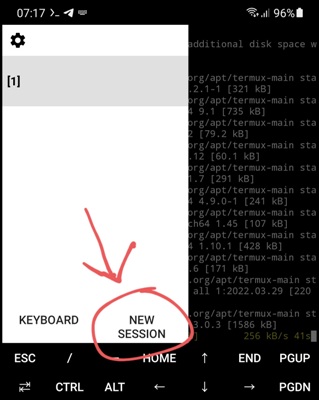 07:17 >_ 96%
additional disk space w
[1]
org/apt/termux-main sta
.2.1-1 [321 kB]
org/apt/termux-main sta
4 9.1 [735 kB]
org/apt/termux-main sta
2 [79.2 kB]
org/apt/termux-main sta
.12 [60.1 kB]
org/apt/termux-main sta
1.7 [291 kB]
org/apt/termux-main sta
4 4.9.0-1 [241 kB]
org/apt/termux-main sta
ch64 1.45 [107 kB]
org/apt/termux-main sta
4 1.10.1 [428 kB]
org/apt/termux-main sta
.6 [171 kB]
org/apt/termux-main sta
all 1:2022.03.29 [220
org/apt/termux-main sta
3.0.3 [1586 kB]
256 kB/s 41s
KEYBOARD
NEW
SESSION
ESC / HOME ↑ END PGUP
CTRL ALT ← ↓ → PGDN